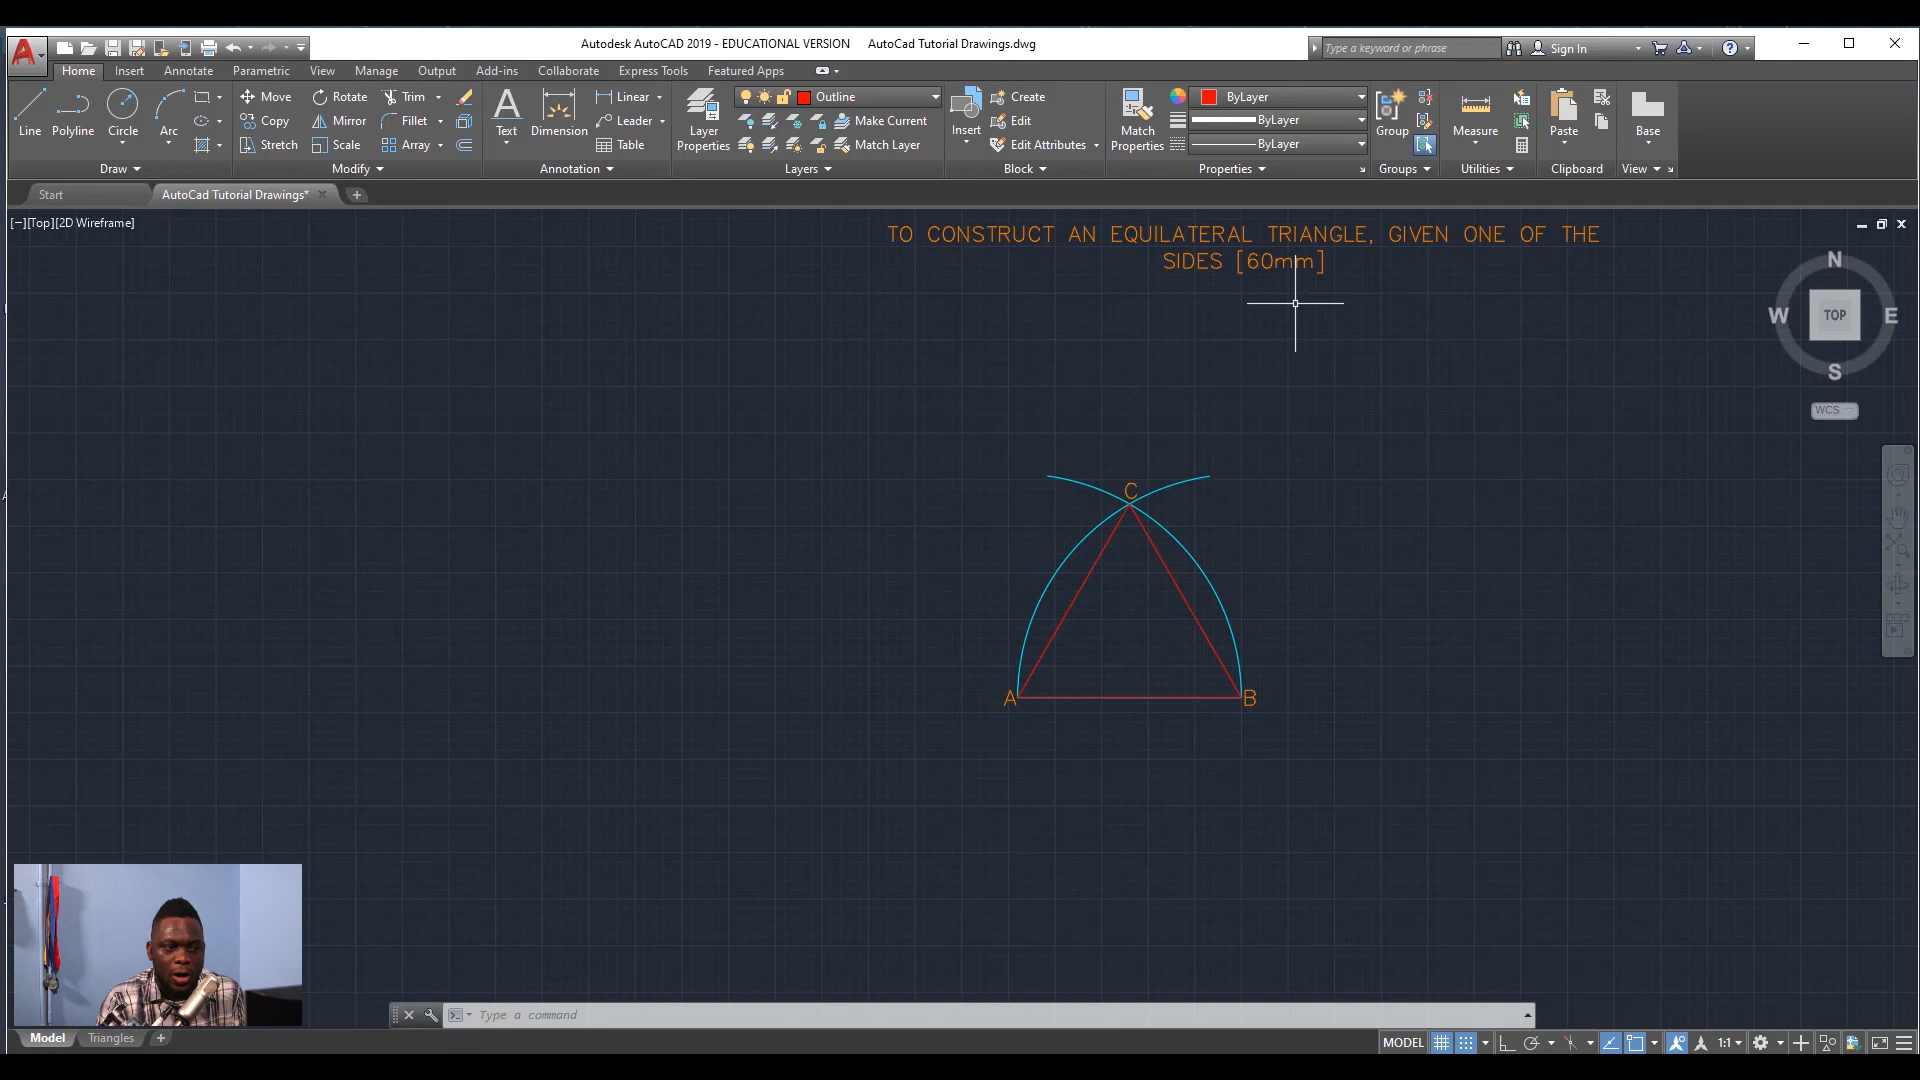 Autodesk AutoCAD 2019 - EDUCATIONAL VERSION AutoCad Tutorial Drawings.dwg
Type a keyword or phrase
Sign In
Home Insert Annotate Parametric View Manage Output Add-ins Collaborate Express Tools Featured Apps
Line Polyline Circle Arc
Move Rotate Trim
Copy Mirror Fillet
Stretch Scale Array
Text Dimension
Linear
Leader
Table
Layer Properties
Outline
Make Current
Match Layer
Insert
Create
Edit
Edit Attributes
Match Properties
ByLayer
ByLayer
ByLayer
Group
Measure
Paste
Base
Draw Modify Annotation Layers Block Properties Groups Utilities Clipboard View
Start AutoCad Tutorial Drawings*
[−][Top][2D Wireframe]
TO CONSTRUCT AN EQUILATERAL TRIANGLE, GIVEN ONE OF THE
SIDES [60mm]
N
W TOP E
S
WCS
C
A B
Type a command
Model Triangles
MODEL 1:1